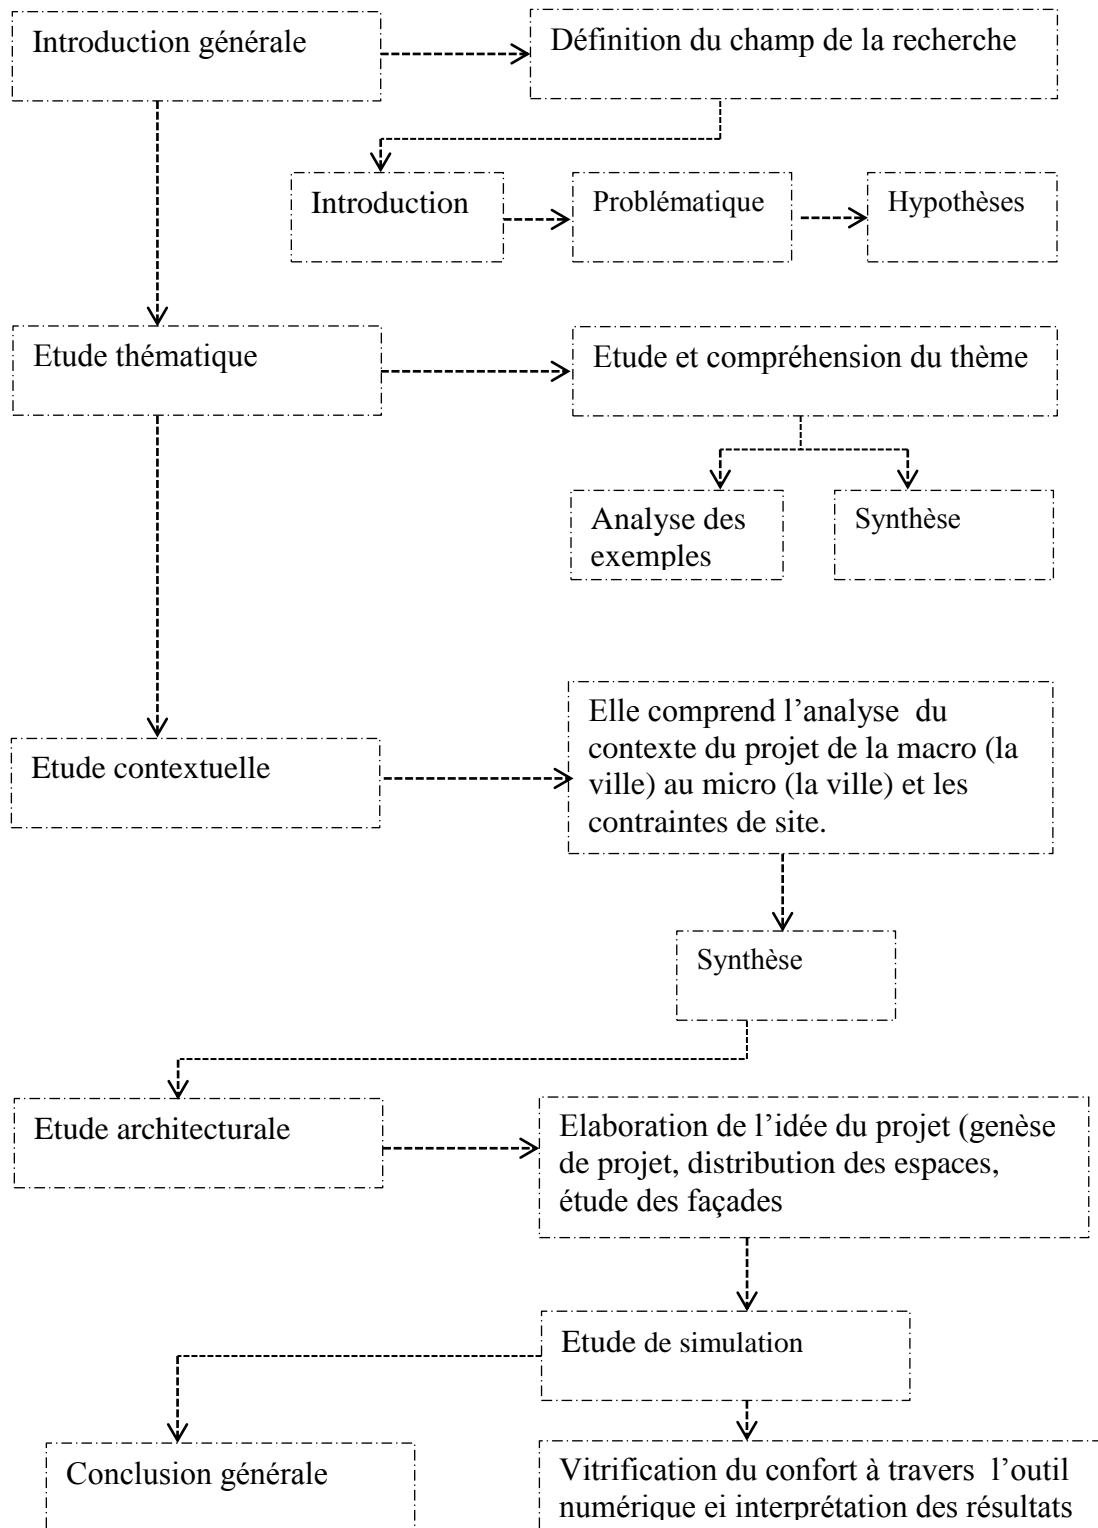 Introduction générale
Définition du champ de la recherche
Introduction
Problématique
Hypothèses
Etude thématique
Etude et compréhension du thème
Analyse des
exemples
Synthèse
Elle comprend l’analyse  du
contexte du projet de la macro (la
ville) au micro (la ville) et les
contraintes de site.
Etude contextuelle
Synthèse
Etude architecturale
Elaboration de l’idée du projet (genèse
de projet, distribution des espaces,
étude des façades
Etude de simulation
Conclusion générale
Vitrification du confort à travers  l’outil
numérique ei interprétation des résultats